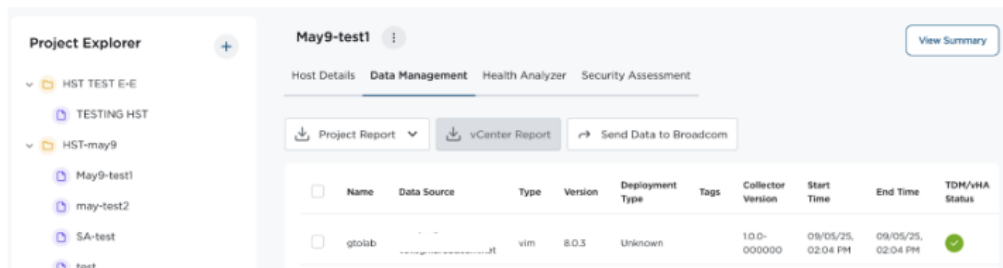 Project Explorer
+
HST TEST E-E
TESTING HST
HST-may9
May9-test1
may-test2
SA-test
test
May9-test1
View Summary
Host Details Data Management Health Analyzer Security Assessment
Project Report vCenter Report Send Data to Broadcom
Name Data Source Type Version Deployment Type Tags Collector Version Start Time End Time TDM/vHA Status
gtolab vim 8.0.3 Unknown 1.0.0-000000 09/05/25, 02:04 PM 09/05/25, 02:04 PM